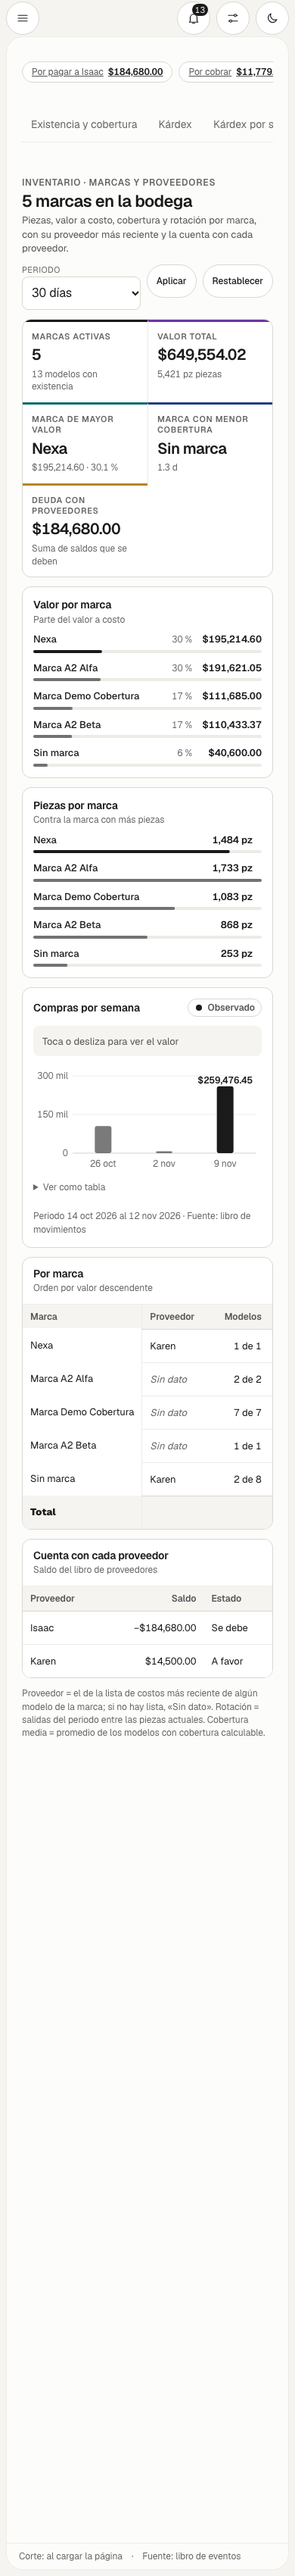 13
Por pagar a Isaac $184,680.00 Por cobrar $11,779.
Existencia y cobertura Kárdex Kárdex por s
INVENTARIO · MARCAS Y PROVEEDORES
5 marcas en la bodega
Piezas, valor a costo, cobertura y rotación por marca,
con su proveedor más reciente y la cuenta con cada
proveedor.
PERIODO
30 días
Aplicar
Restablecer
MARCAS ACTIVAS
5
13 modelos con
existencia
VALOR TOTAL
$649,554.02
5,421 pz piezas
MARCA DE MAYOR
VALOR
Nexa
$195,214.60 · 30.1 %
MARCA CON MENOR
COBERTURA
Sin marca
1.3 d
DEUDA CON
PROVEEDORES
$184,680.00
Suma de saldos que se
deben
Valor por marca
Parte del valor a costo
Nexa 30 % $195,214.60
Marca A2 Alfa 30 % $191,621.05
Marca Demo Cobertura 17 % $111,685.00
Marca A2 Beta 17 % $110,433.37
Sin marca 6 % $40,600.00
Piezas por marca
Contra la marca con más piezas
Nexa 1,484 pz
Marca A2 Alfa 1,733 pz
Marca Demo Cobertura 1,083 pz
Marca A2 Beta 868 pz
Sin marca 253 pz
Compras por semana
Observado
Toca o desliza para ver el valor
300 mil
$259,476.45
150 mil
0
26 oct 2 nov 9 nov
Ver como tabla
Periodo 14 oct 2026 al 12 nov 2026 · Fuente: libro de
movimientos
Por marca
Orden por valor descendente
Marca Proveedor Modelos
Nexa Karen 1 de 1
Marca A2 Alfa Sin dato 2 de 2
Marca Demo Cobertura Sin dato 7 de 7
Marca A2 Beta Sin dato 1 de 1
Sin marca Karen 2 de 8
Total
Cuenta con cada proveedor
Saldo del libro de proveedores
Proveedor Saldo Estado
Isaac −$184,680.00 Se debe
Karen $14,500.00 A favor
Proveedor = el de la lista de costos más reciente de algún
modelo de la marca; si no hay lista, «Sin dato». Rotación =
salidas del periodo entre las piezas actuales. Cobertura
media = promedio de los modelos con cobertura calculable.
Corte: al cargar la página · Fuente: libro de eventos